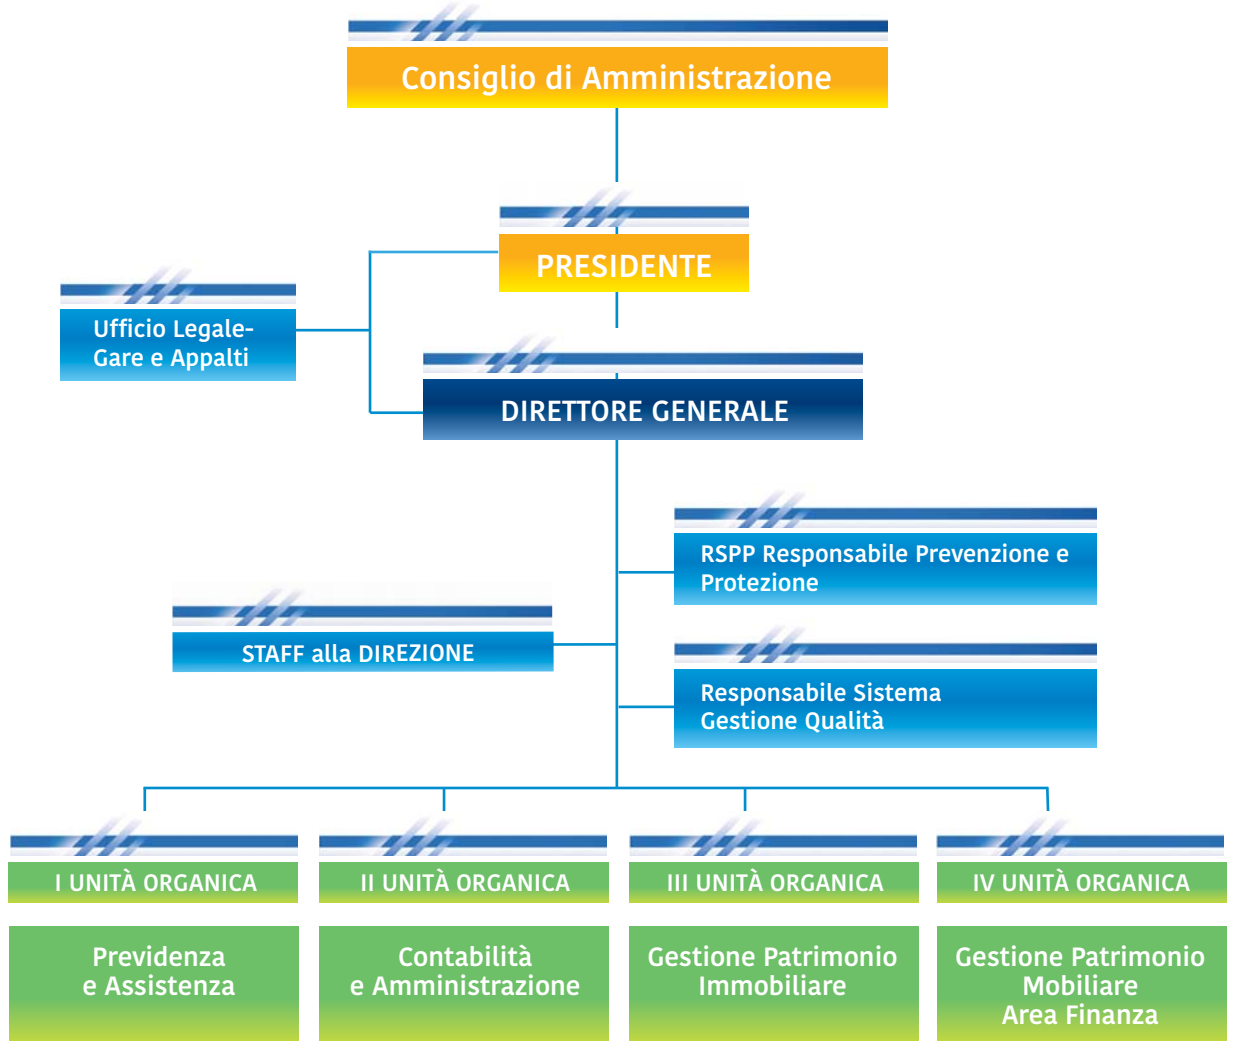 Consiglio di Amministrazione
PRESIDENTE
Ufficio Legale-
Gare e Appalti
DIRETTORE GENERALE
RSPP Responsabile Prevenzione e
Protezione
STAFF alla DIREZIONE
Responsabile Sistema
Gestione Qualità
I UNITÀ ORGANICA
II UNITÀ ORGANICA
III UNITÀ ORGANICA
IV UNITÀ ORGANICA
Previdenza
e Assistenza
Contabilità
e Amministrazione
Gestione Patrimonio
Immobiliare
Gestione Patrimonio
Mobiliare
Area Finanza